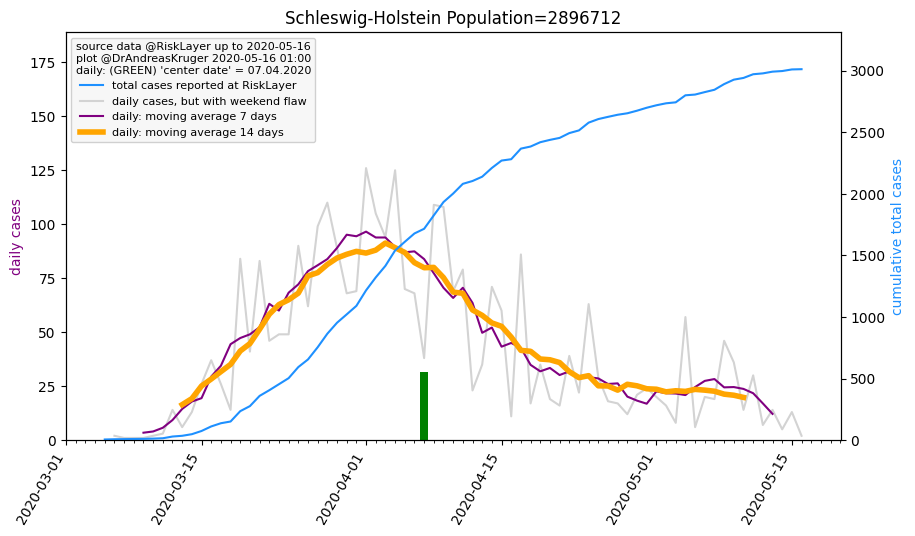 Schleswig-Holstein Population=2896712
source data @RiskLayer up to 2020-05-16
plot @DrAndreasKruger 2020-05-16 01:00
daily: (GREEN) 'center date' = 07.04.2020
total cases reported at RiskLayer
daily cases, but with weekend flaw
daily: moving average 7 days
daily: moving average 14 days
daily cases
175
150
125
100
75
50
25
0
cumulative total cases
3000
2500
2000
1500
1000
500
0
2020-03-01
2020-03-15
2020-04-01
2020-04-15
2020-05-01
2020-05-15